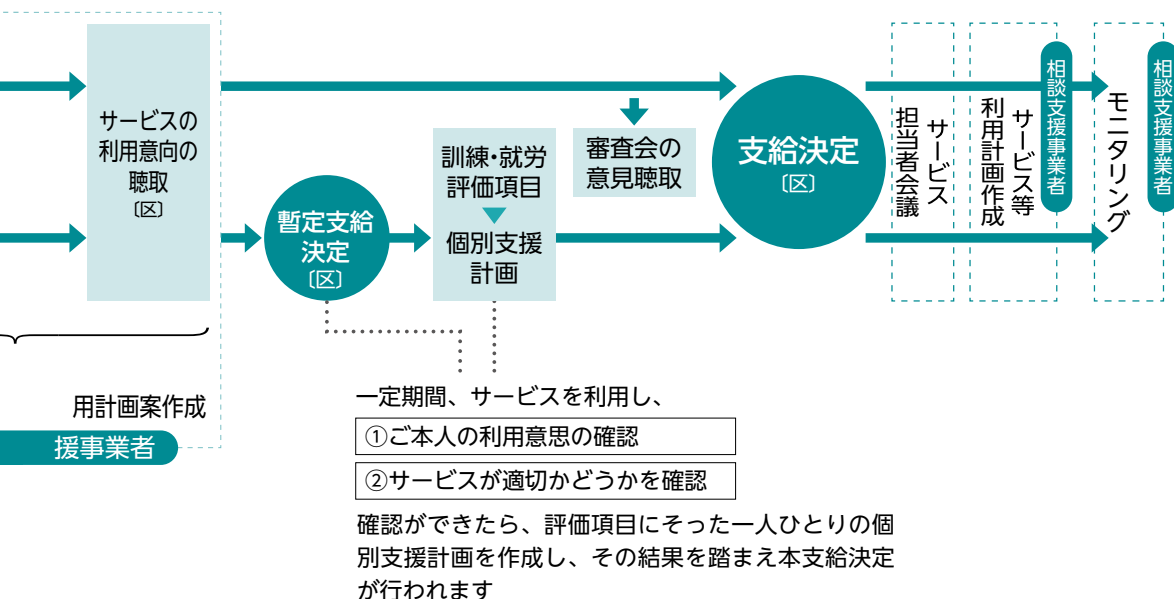 サービスの
利用意向の
聴取
〔区〕
暫定支給
決定
〔区〕
訓練・就労
評価項目
個別支援
計画
審査会の
意見聴取
支給決定
〔区〕
サービス
担当者会議
サービス等
利用計画作成
相談支援事業者
モニタリング
相談支援事業者
用計画案作成
援事業者
一定期間、サービスを利用し、
①ご本人の利用意思の確認
②サービスが適切かどうかを確認
確認ができたら、評価項目にそった一人ひとりの個
別支援計画を作成し、その結果を踏まえ本支給決定
が行われます